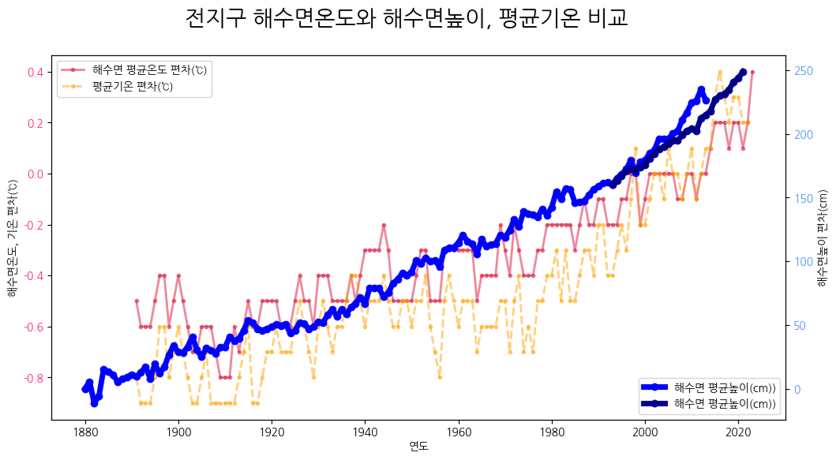 전지구 해수면온도와 해수면높이, 평균기온 비교
해수면 평균온도 편차(℃)
평균기온 편차(℃)
0.4
0.2
0.0
-0.2
-0.4
-0.6
-0.8
해수면온도, 기온 편차(℃)
250
200
150
100
50
0
해수면높이 편차(cm)
해수면 평균높이(cm))
해수면 평균높이(cm))
1880 1900 1920 1940 1960 1980 2000 2020
연도